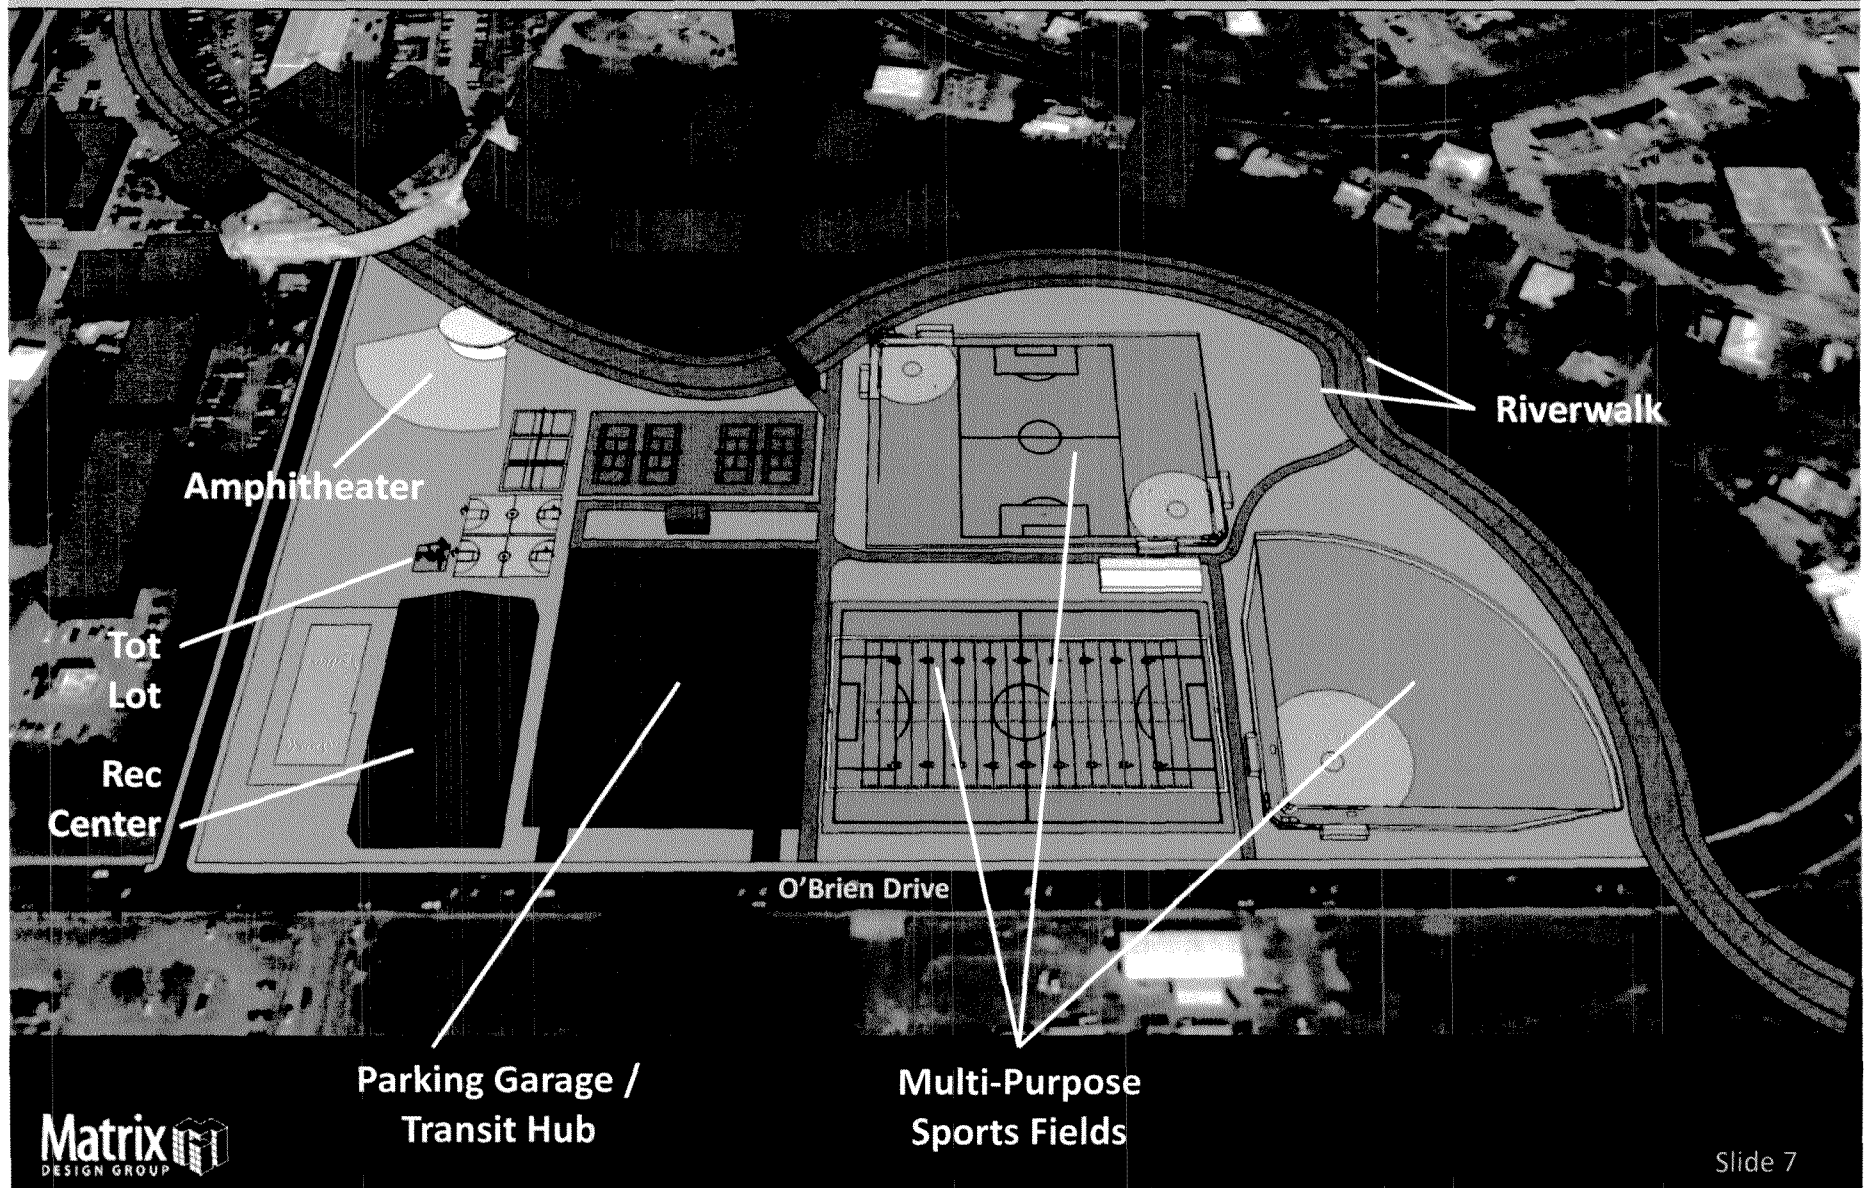 Riverwalk
Amphitheater
Tot
Lot
Rec
Center
O'Brien Drive
Parking Garage /
Transit Hub
Multi-Purpose
Sports Fields
Matrix
DESIGN GROUP
Slide 7